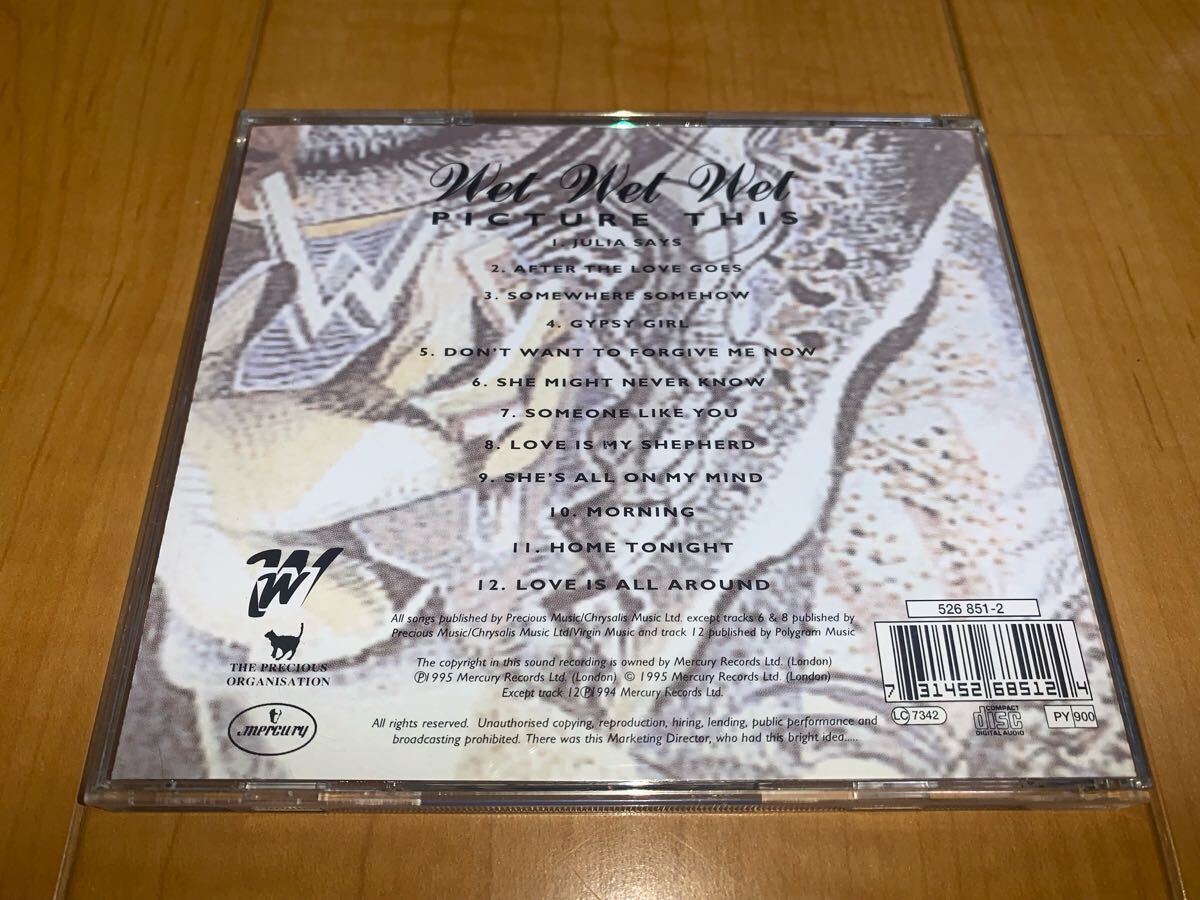 Wet Wet Wet
PICTURE THIS
1. JULIA SAYS
2. AFTER THE LOVE GOES
3. SOMEWHERE SOMEHOW
4. GYPSY GIRL
5. DON'T WANT TO FORGIVE ME NOW
6. SHE MIGHT NEVER KNOW
7. SOMEONE LIKE YOU
8. LOVE IS MY SHEPHERD
9. SHE'S ALL ON MY MIND
10. MORNING
11. HOME TONIGHT
12. LOVE IS ALL AROUND
All songs published by Precious Music/Chrysalis Music Ltd. except tracks 6 & 8 published by
Precious Music/Chrysalis Music Ltd/Virgin Music and track 12 published by Polygram Music
The copyright in this sound recording is owned by Mercury Records Ltd. (London)
Ⓟ1995 Mercury Records Ltd. (London) © 1995 Mercury Records Ltd. (London)
Except track 12Ⓟ1994 Mercury Records Ltd.
All rights reserved. Unauthorised copying, reproduction, hiring, lending, public performance and
broadcasting prohibited. There was this Marketing Director, who had this bright idea.....
W
THE PRECIOUS
ORGANISATION
mercury
526 851-2
7 31452 68512 4
LC 7342
COMPACT
disc
DIGITAL AUDIO
PY 900